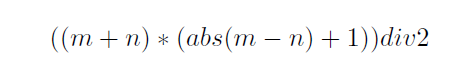 ((m + n) ∗ (abs(m − n) + 1))div2